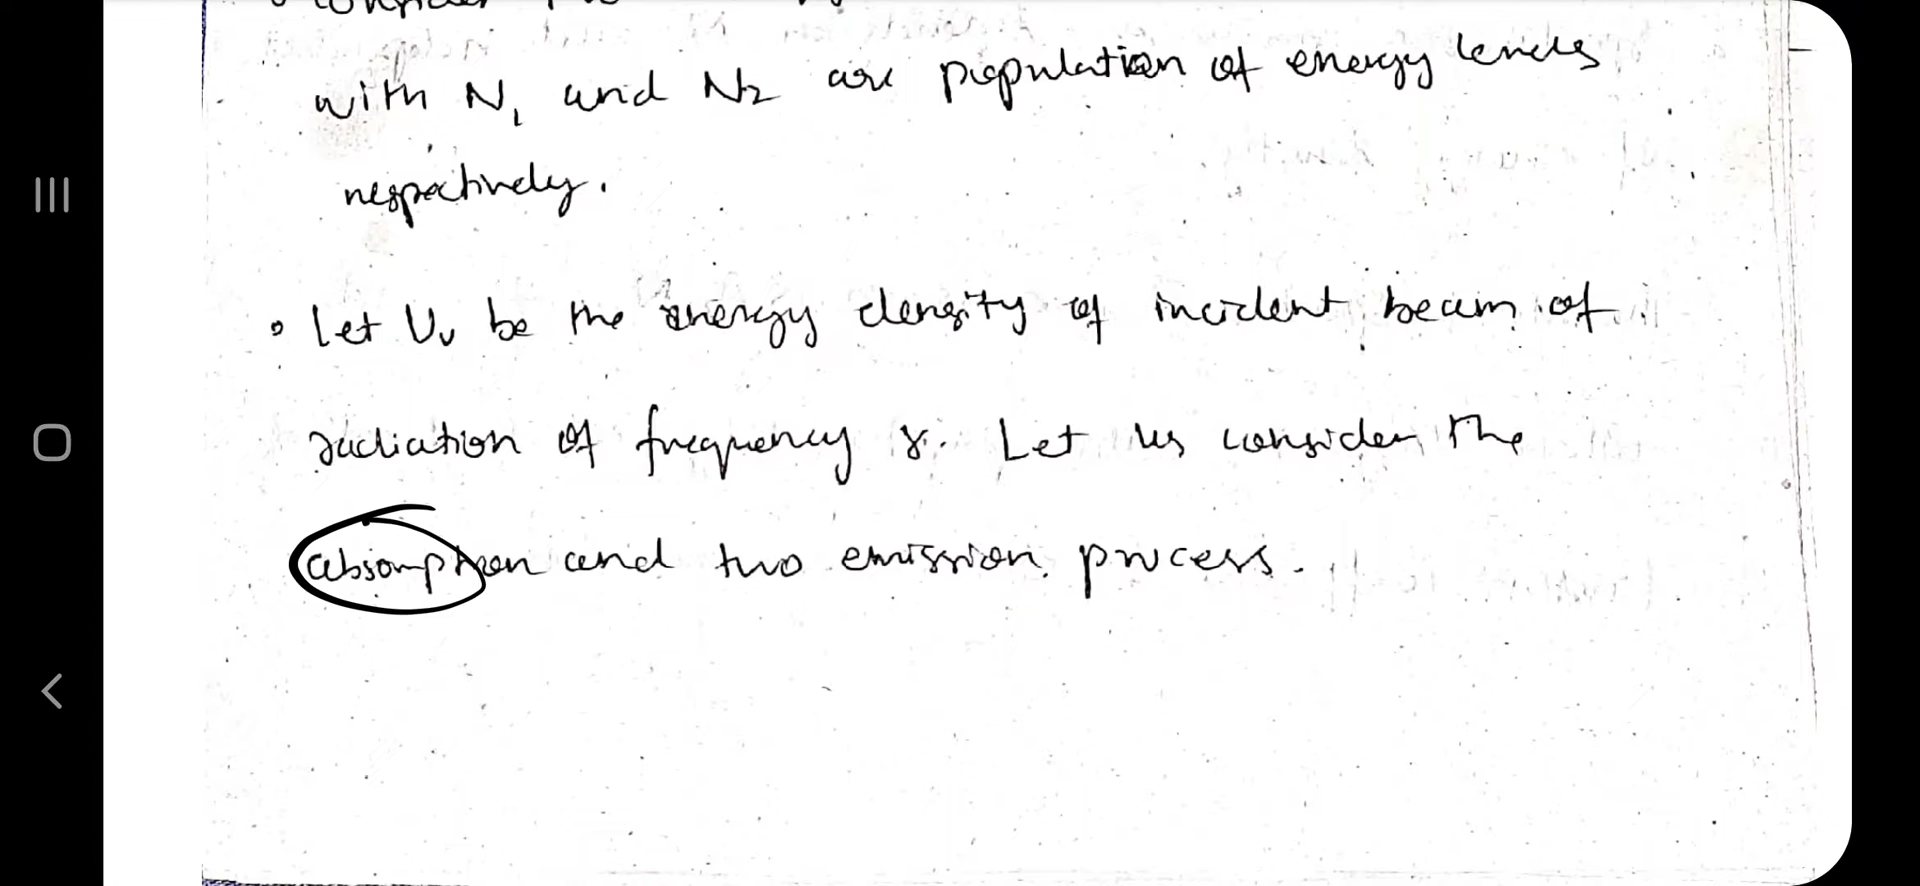 with N₁ and N₂ are population of energy levels
respectively.
• Let Uν be the energy density of incident beam of
radiation of frequency γ. Let us consider the
absorption and two emission process.